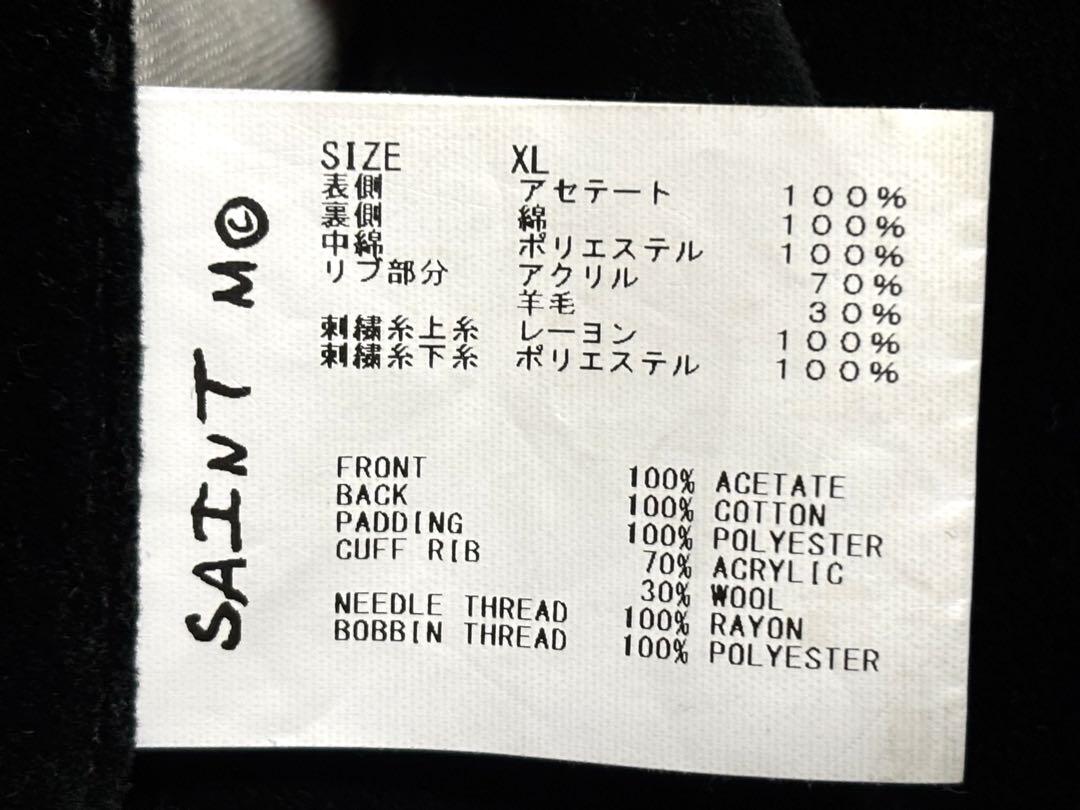 SAINT M©
SIZE XL
表側 アセテート 100%
裏側 綿 100%
中綿 ポリエステル 100%
リブ部分 アクリル 70%
羊毛 30%
刺繍糸上糸 レーヨン 100%
刺繍糸下糸 ポリエステル 100%
FRONT 100% ACETATE
BACK 100% COTTON
PADDING 100% POLYESTER
CUFF RIB 70% ACRYLIC
30% WOOL
NEEDLE THREAD 100% RAYON
BOBBIN THREAD 100% POLYESTER